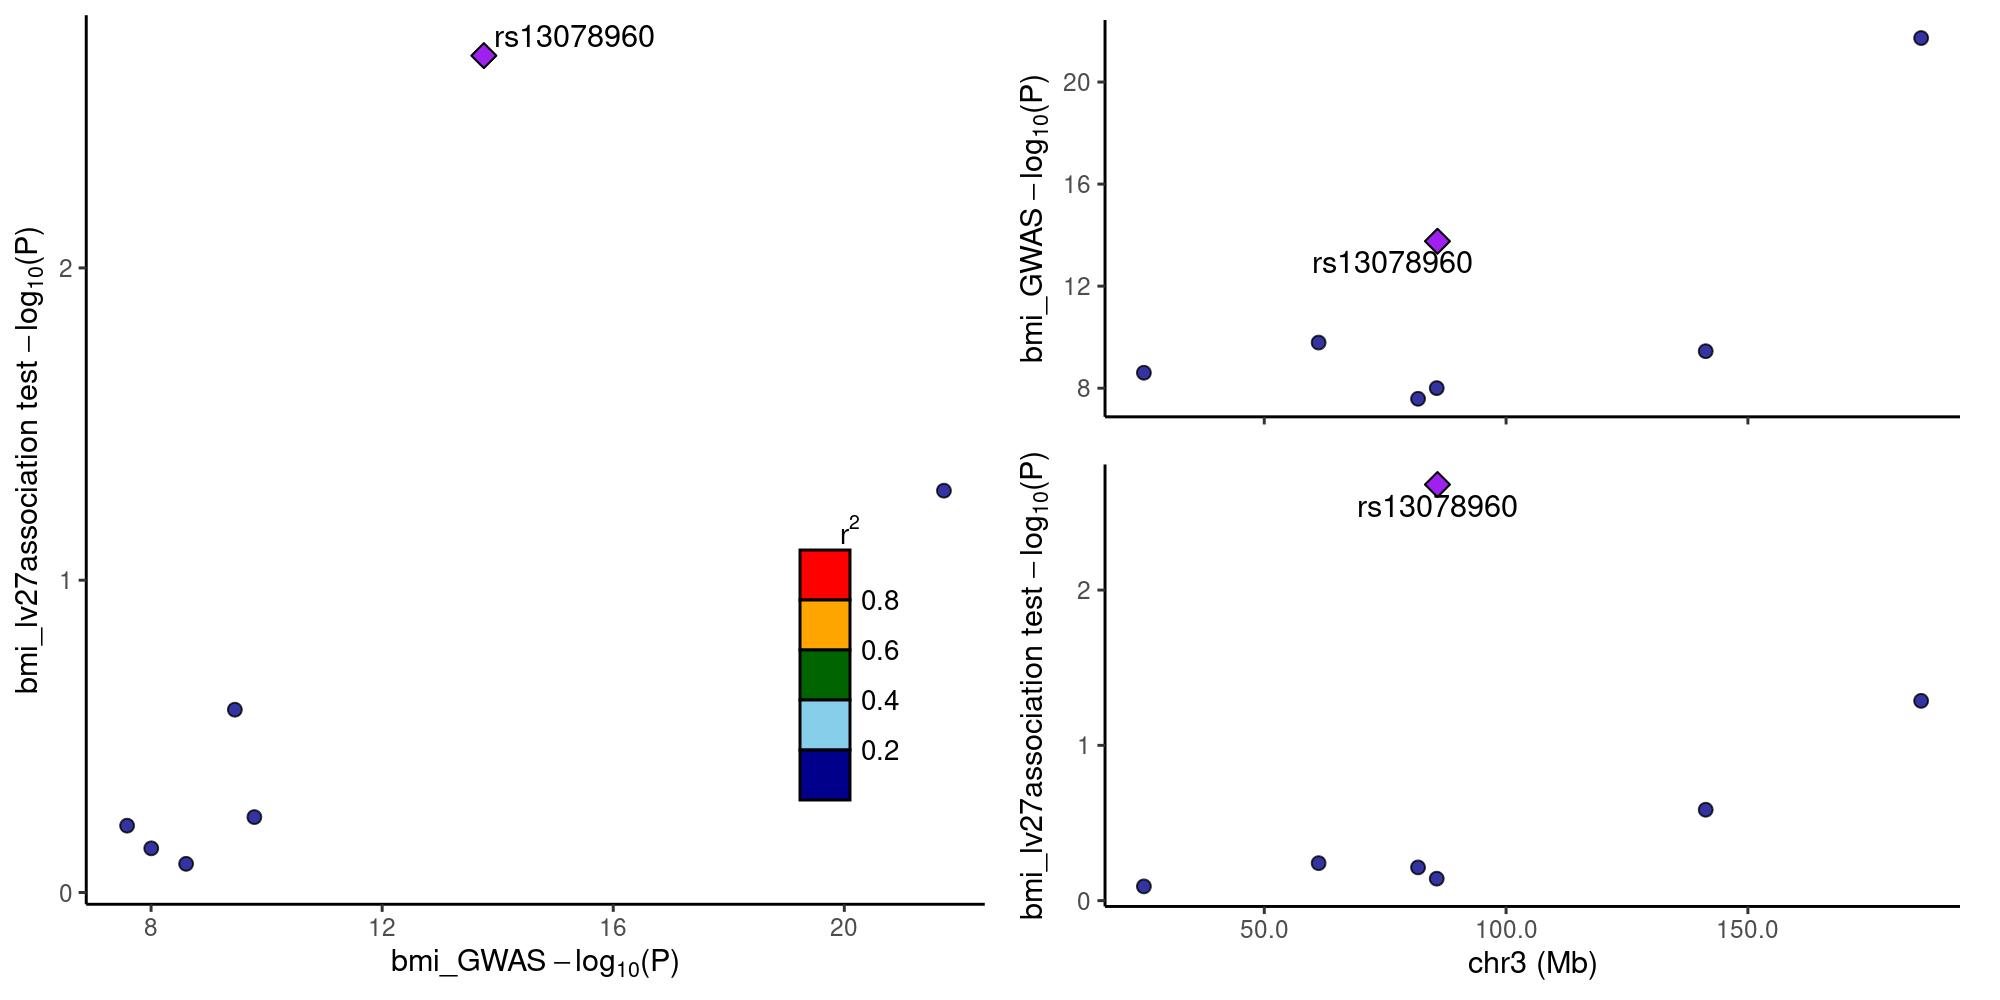 rs13078960
bmi_lv27association test −log10(P)
2
1
0
8 12 16 20
bmi_GWAS −log10(P)
r2
0.8
0.6
0.4
0.2
bmi_GWAS −log10(P)
20
16
12
8
rs13078960
bmi_lv27association test −log10(P)
2
1
0
rs13078960
50.0 100.0 150.0
chr3 (Mb)